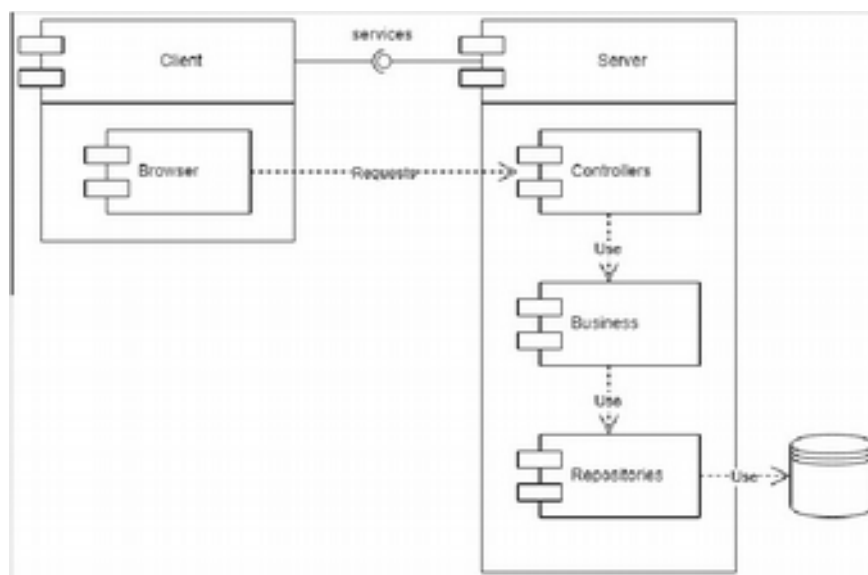 services
Client
Server
Browser
Requests
Controllers
Use
Business
Use
Repositories
Use